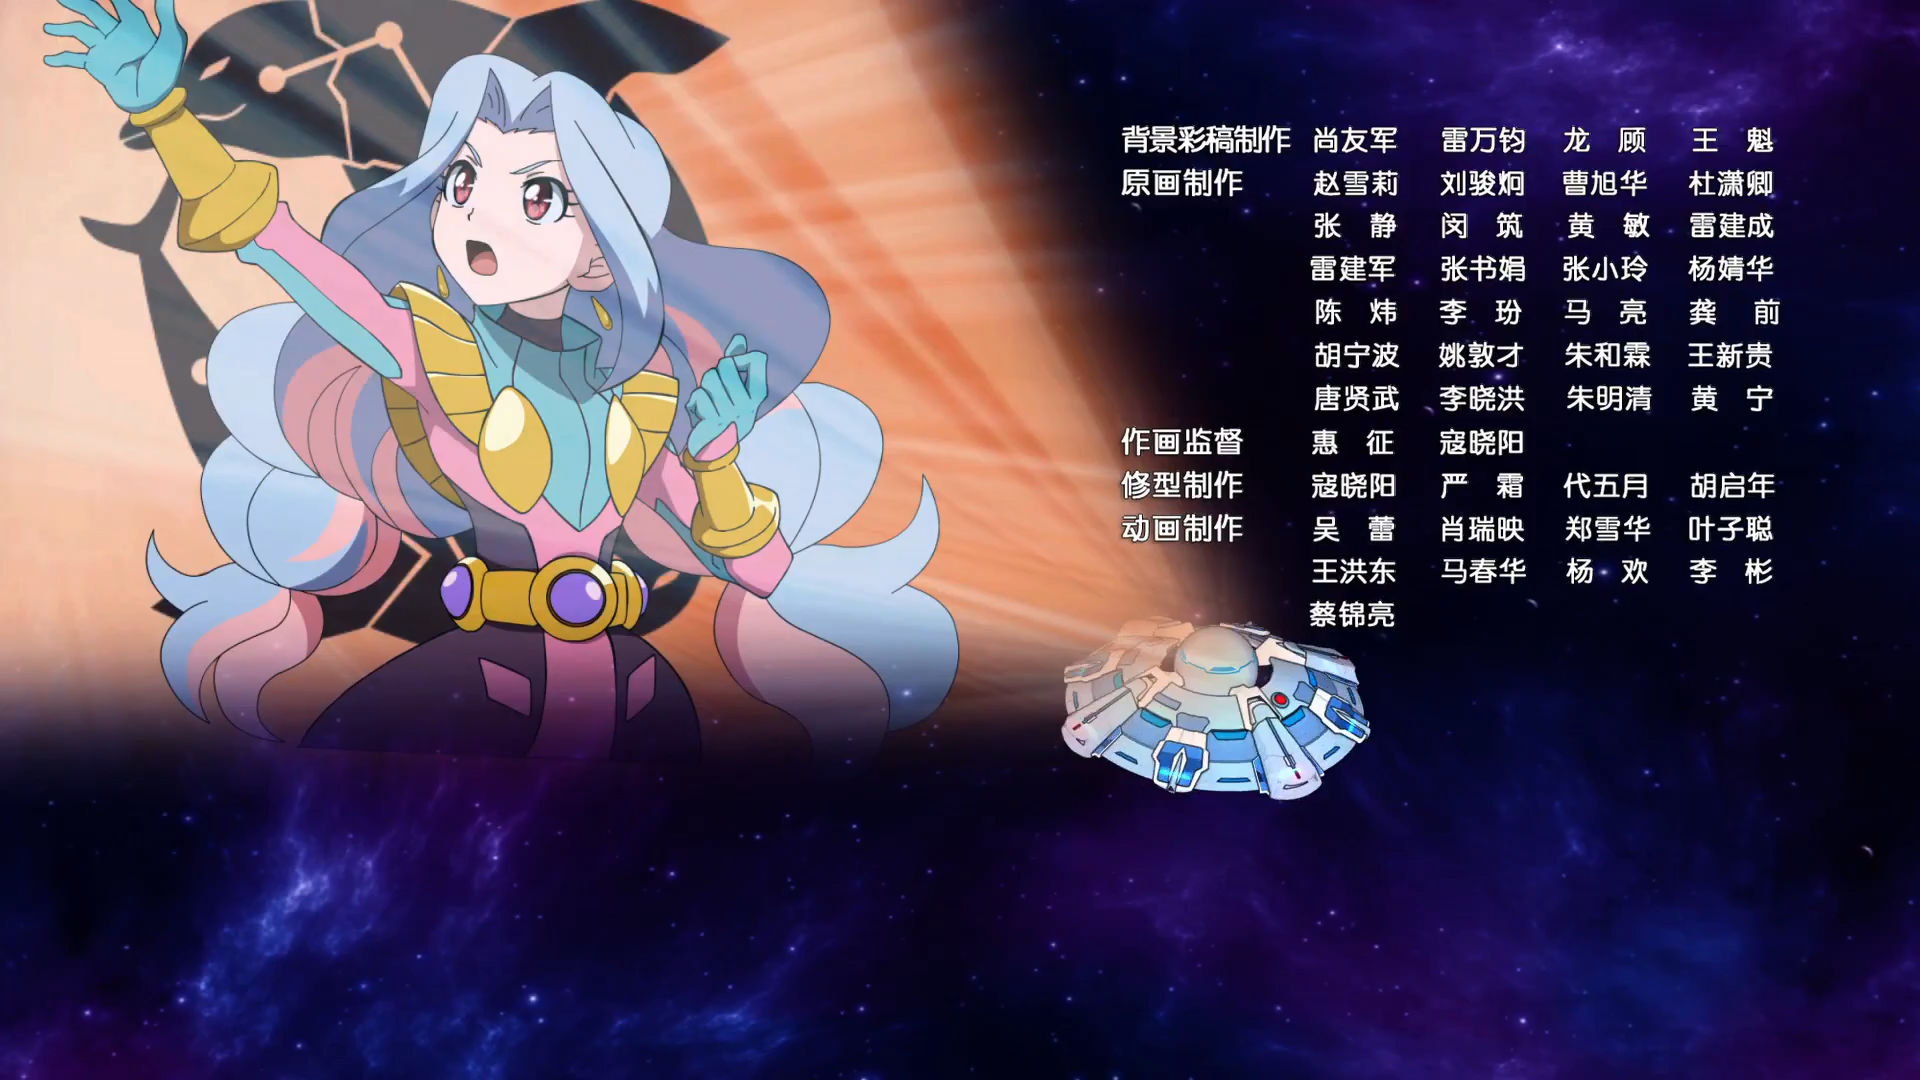 背景彩稿制作 尚友军 雷万钧 龙 顾 王 魁
原画制作 赵雪莉 刘骏炯 曹旭华 杜潇卿
张 静 闵 筑 黄 敏 雷建成
雷建军 张书娟 张小玲 杨婧华
陈 炜 李 玢 马 亮 龚 前
胡宁波 姚敦才 朱和霖 王新贵
唐贤武 李晓洪 朱明清 黄 宁
作画监督 惠 征 寇晓阳
修型制作 寇晓阳 严 霜 代五月 胡启年
动画制作 吴 蕾 肖瑞映 郑雪华 叶子聪
王洪东 马春华 杨 欢 李 彬
蔡锦亮